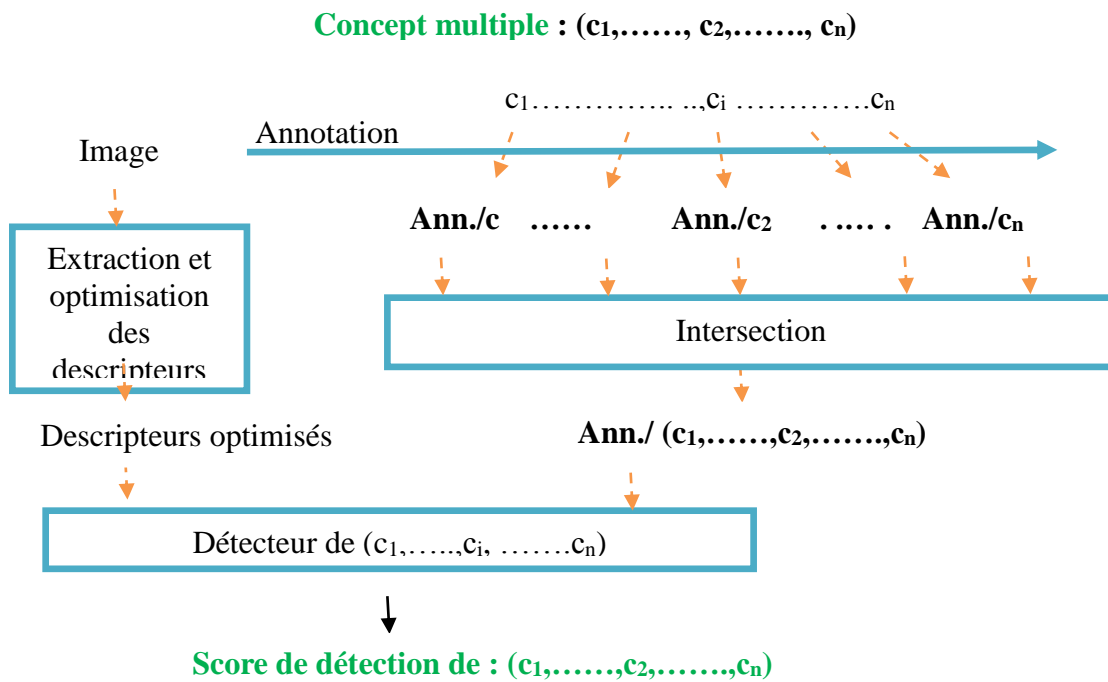 Concept multiple : (c₁,……, c₂,……., cₙ)
c₁………….. ..,cᵢ ………….cₙ
Annotation
Image
Ann./c …… Ann./c₂ . …. . Ann./cₙ
Extraction et
optimisation
des
descripteurs
Intersection
Descripteurs optimisés
Ann./ (c₁,……,c₂,…….,cₙ)
Détecteur de (c₁,…..,cᵢ, …….cₙ)
Score de détection de : (c₁,……,c₂,…….,cₙ)